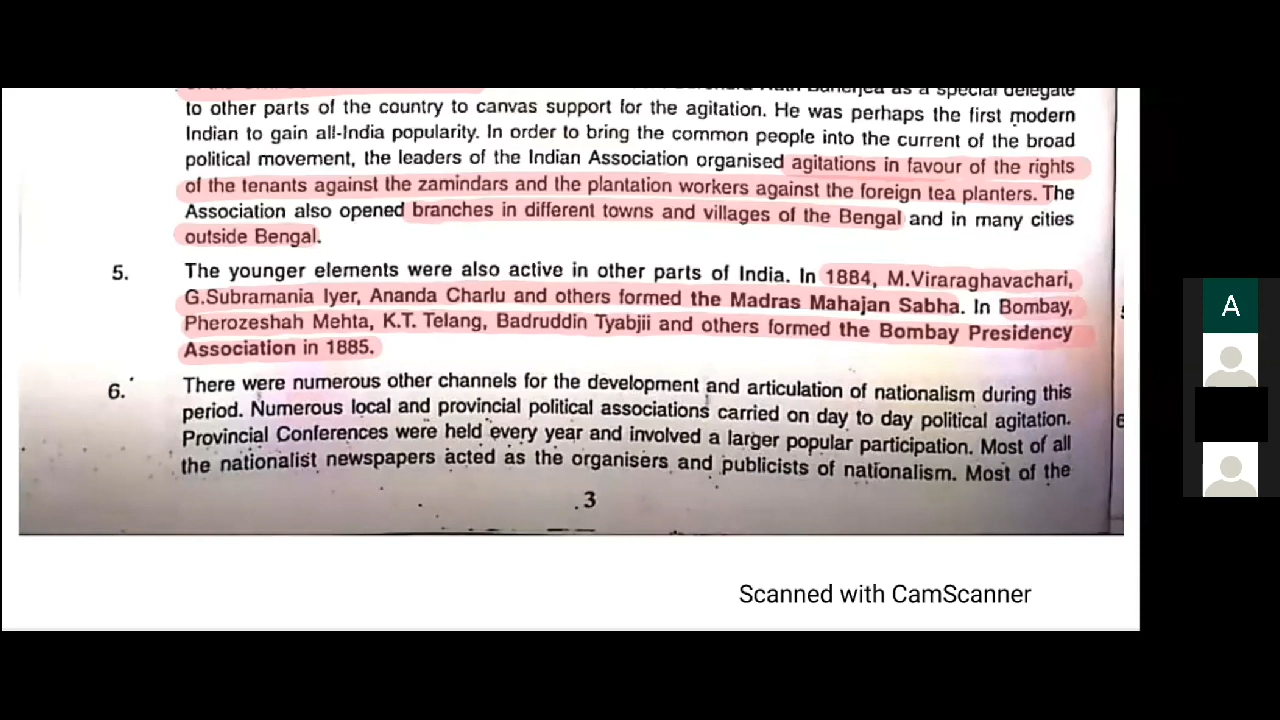 Banerjea as a special delegate
to other parts of the country to canvas support for the agitation. He was perhaps the first modern
Indian to gain all-India popularity. In order to bring the common people into the current of the broad
political movement, the leaders of the Indian Association organised agitations in favour of the rights
of the tenants against the zamindars and the plantation workers against the foreign tea planters. The
Association also opened branches in different towns and villages of the Bengal and in many cities
outside Bengal.
5. The younger elements were also active in other parts of India. In 1884, M.Viraraghavachari,
G.Subramania Iyer, Ananda Charlu and others formed the Madras Mahajan Sabha. In Bombay,
Pherozeshah Mehta, K.T. Telang, Badruddin Tyabjii and others formed the Bombay Presidency
Association in 1885.
6. There were numerous other channels for the development and articulation of nationalism during this
period. Numerous local and provincial political associations carried on day to day political agitation.
Provincial Conferences were held every year and involved a larger popular participation. Most of all
the nationalist newspapers acted as the organisers and publicists of nationalism. Most of the
3
Scanned with CamScanner
A